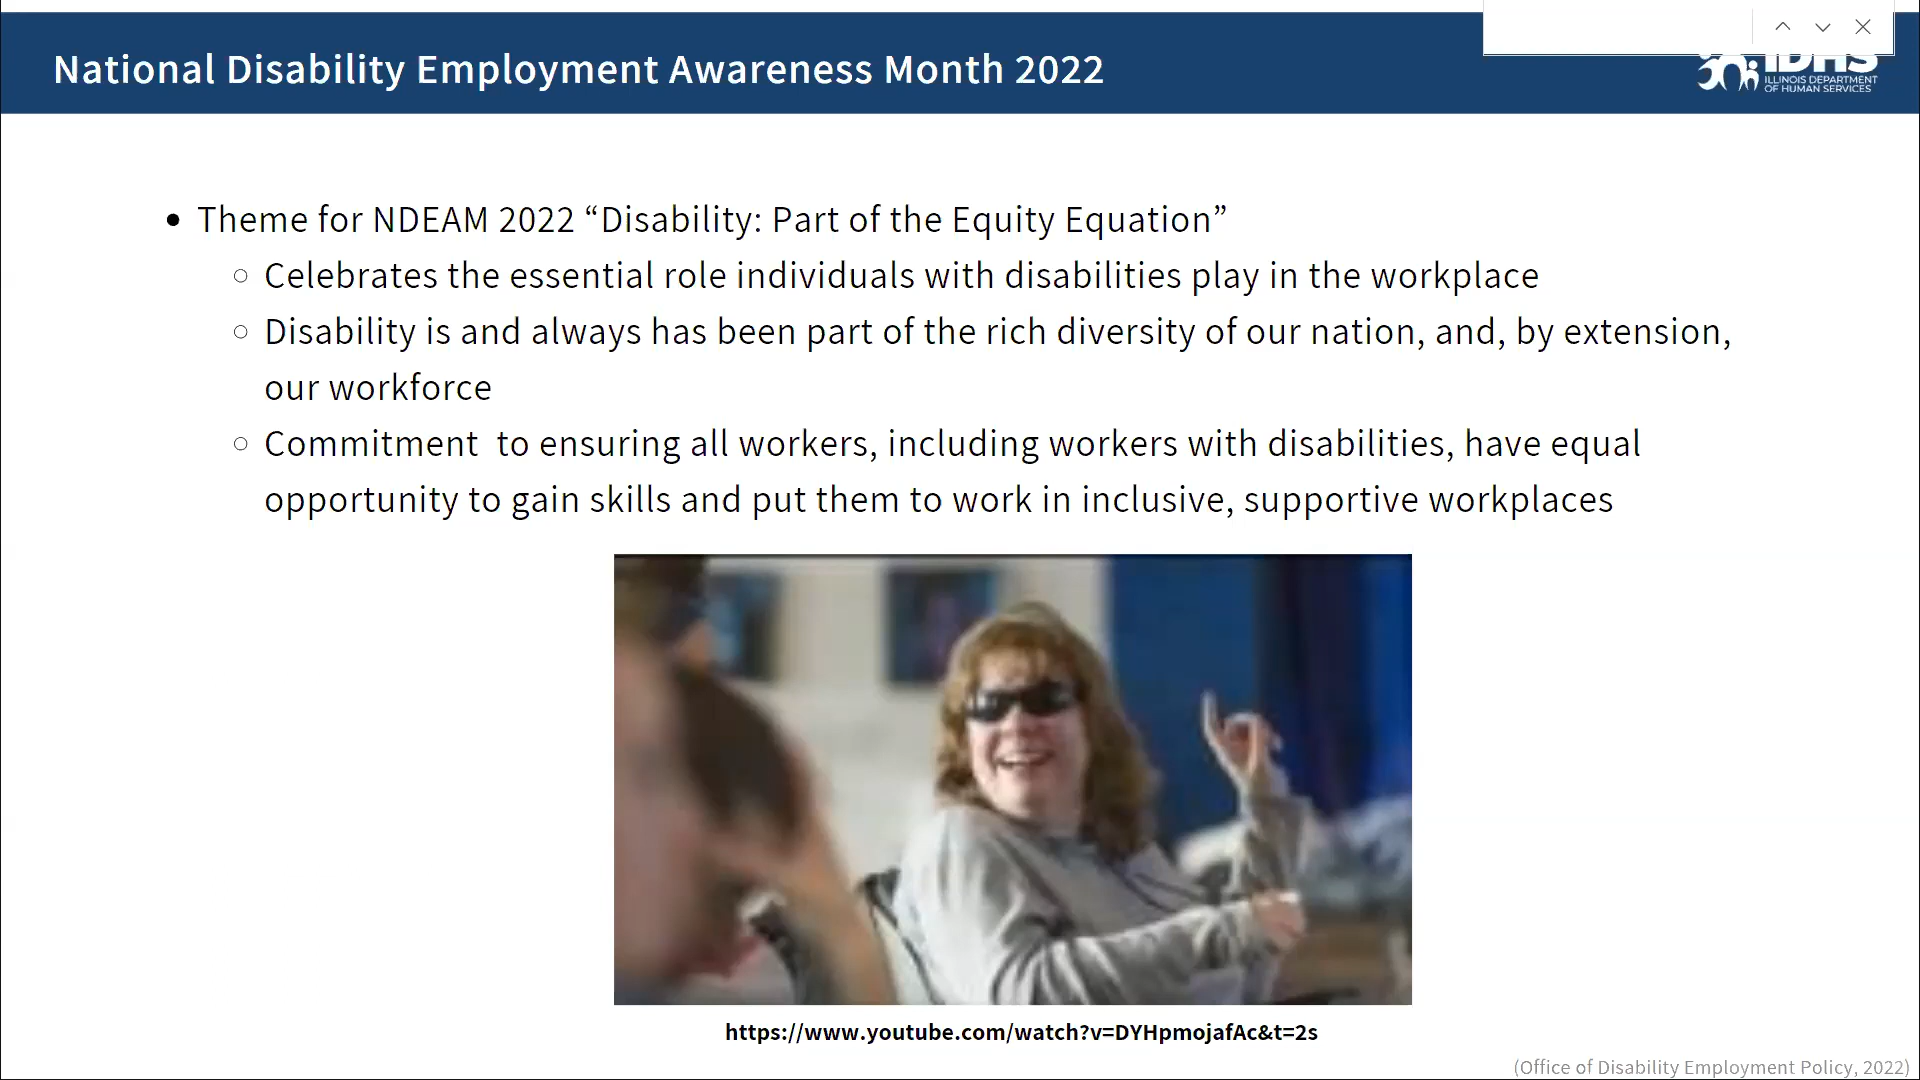 National Disability Employment Awareness Month 2022
IDHS
ILLINOIS DEPARTMENT
OF HUMAN SERVICES
• Theme for NDEAM 2022 “Disability: Part of the Equity Equation”
○ Celebrates the essential role individuals with disabilities play in the workplace
○ Disability is and always has been part of the rich diversity of our nation, and, by extension,
our workforce
○ Commitment  to ensuring all workers, including workers with disabilities, have equal
opportunity to gain skills and put them to work in inclusive, supportive workplaces
https://www.youtube.com/watch?v=DYHpmojafAc&t=2s
(Office of Disability Employment Policy, 2022)